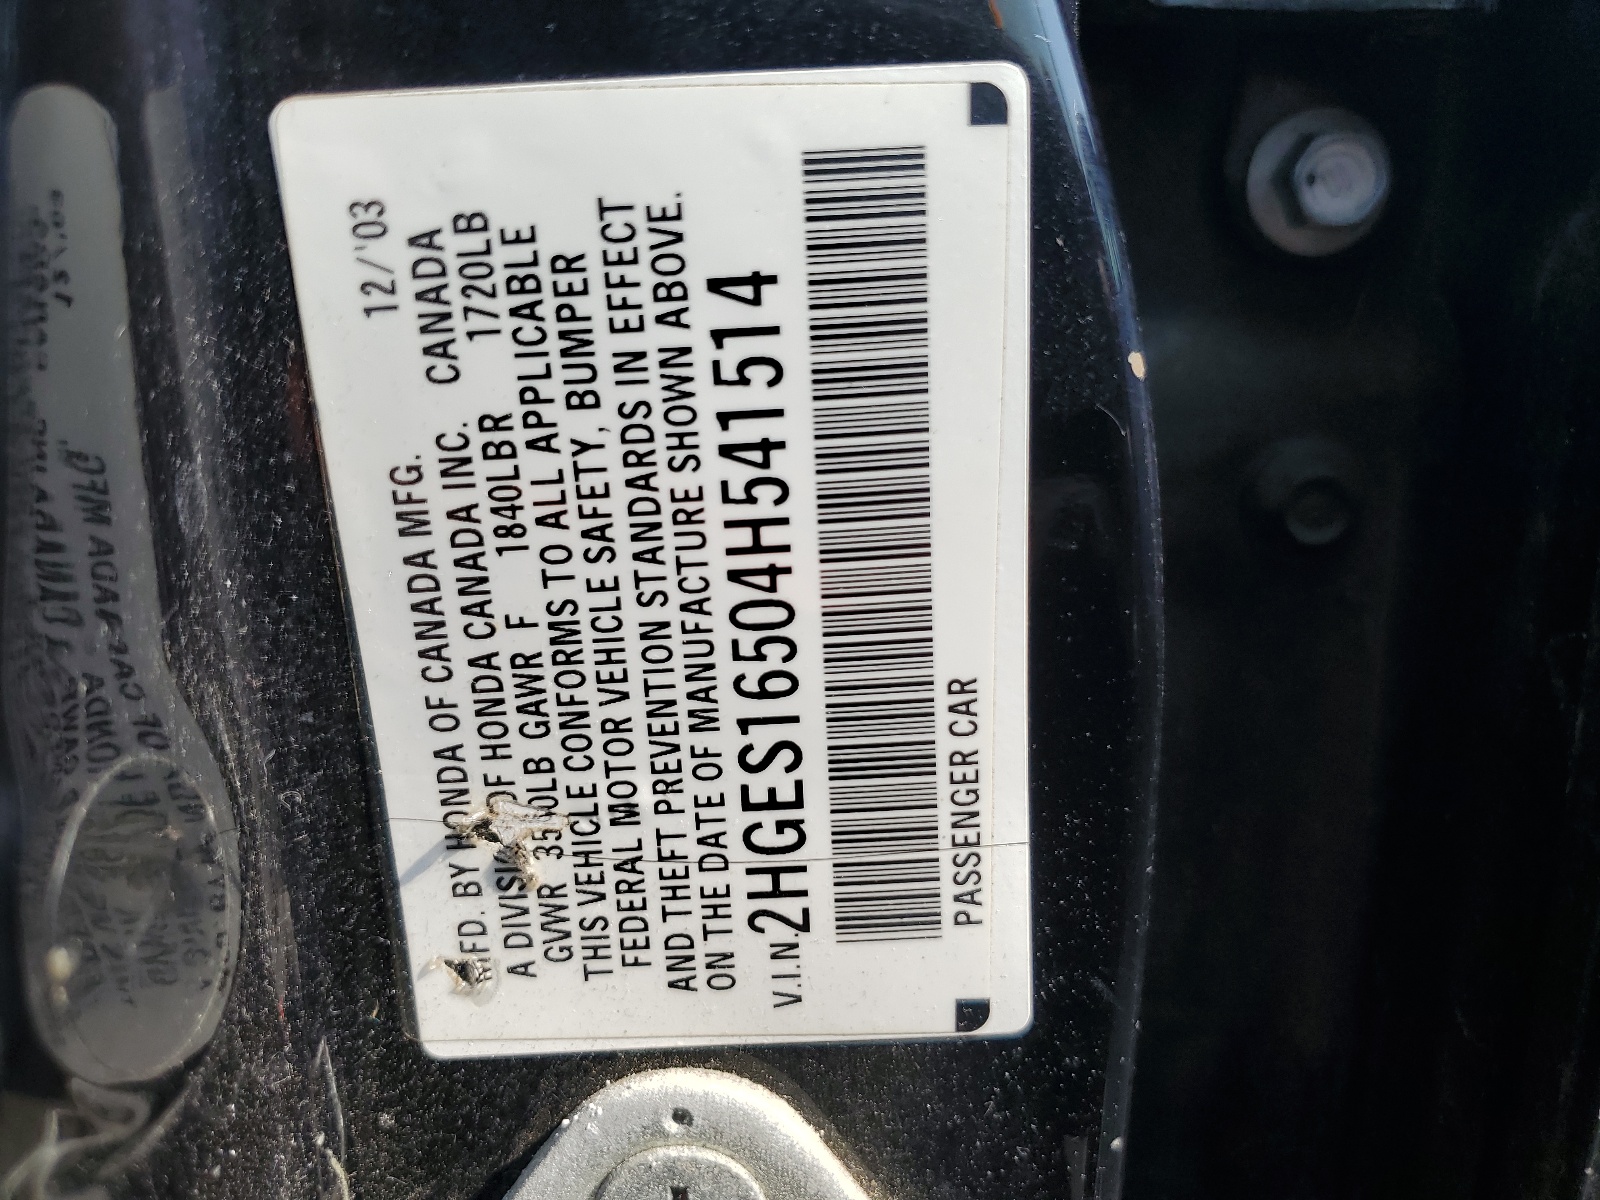 12/'03
MFD. BY HONDA OF CANADA MFG. CANADA
A DIVISION OF HONDA CANADA INC.
GVWR 3500LB GAWR F 1840LBR 1720LB
THIS VEHICLE CONFORMS TO ALL APPLICABLE
FEDERAL MOTOR VEHICLE SAFETY, BUMPER
AND THEFT PREVENTION STANDARDS IN EFFECT
ON THE DATE OF MANUFACTURE SHOWN ABOVE.
V.I.N. 2HGES16504H541514
PASSENGER CAR